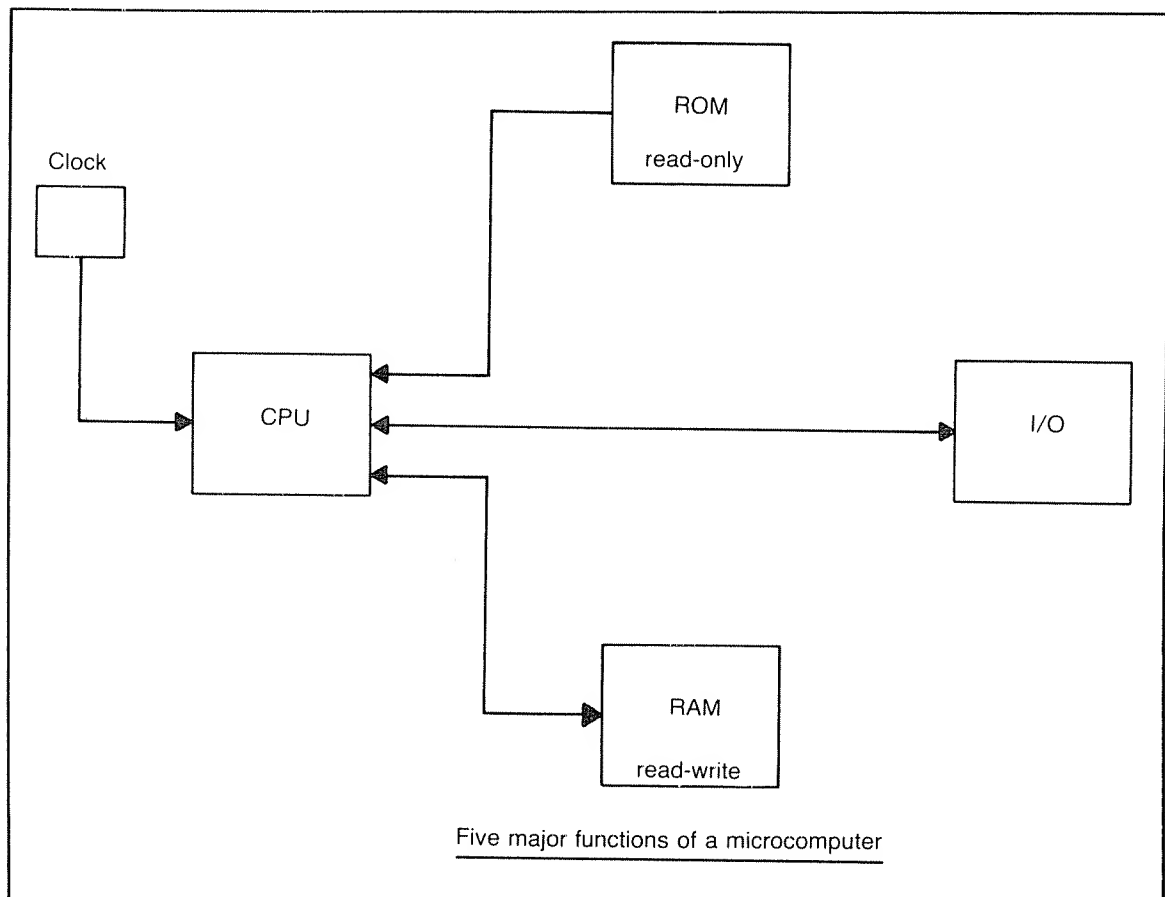 ROM
read-only
Clock
CPU
I/O
RAM
read-write
Five major functions of a microcomputer